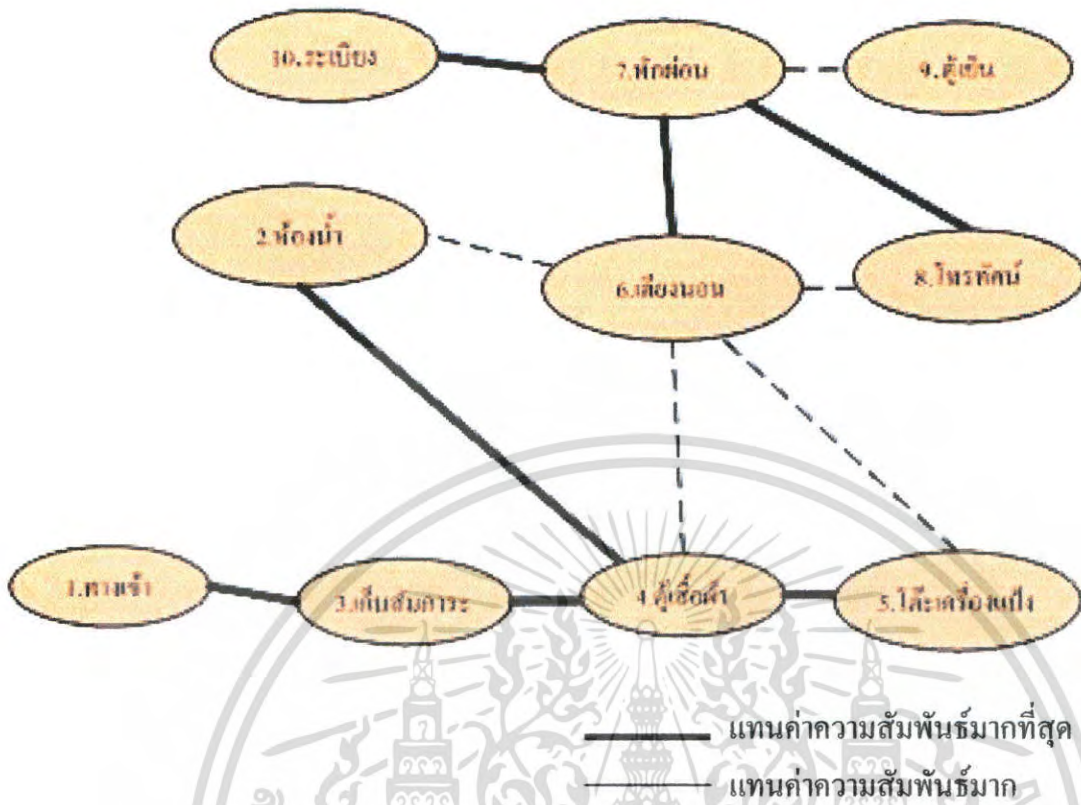 10.ระเบียง
7.พักผ่อน
9.ตู้เย็น
2.ห้องน้ำ
6.เตียงนอน
8.โทรทัศน์
1.ทางเข้า
3.เก็บสัมภาระ
4.ตู้เสื้อผ้า
5.โต๊ะเครื่องแป้ง
แทนค่าความสัมพันธ์มากที่สุด
แทนค่าความสัมพันธ์มาก